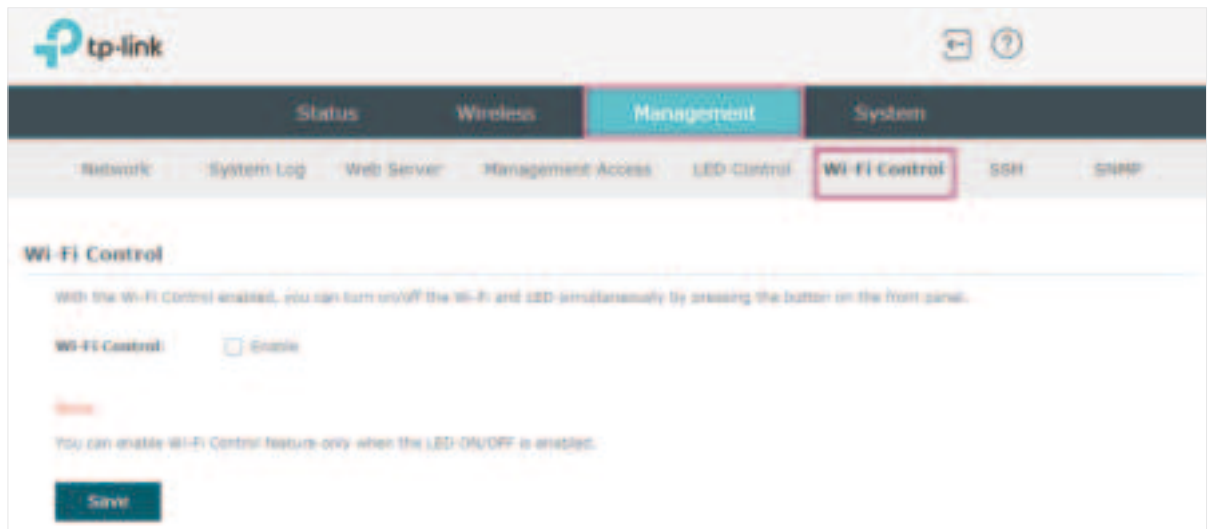 tp-link
Status Wireless Management System
Network System Log Web Server Management Access LED Control Wi-Fi Control SSH SNMP
Wi-Fi Control
With the Wi-Fi Control enabled, you can turn on/off the Wi-Fi and LED simultaneously by pressing the button on the front panel.
Wi-Fi Control: Enable
You can enable Wi-Fi Control feature only when the LED ON/OFF is enabled.
Save